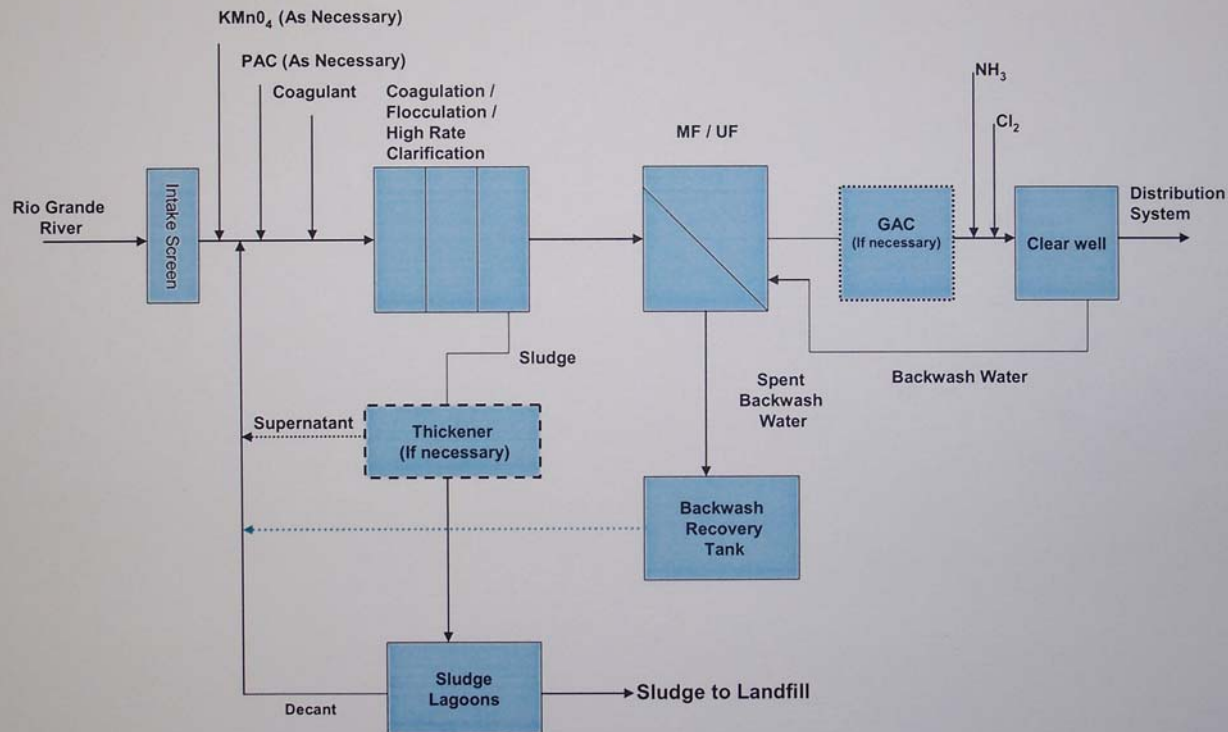 KMn0₄ (As Necessary)
PAC (As Necessary)
Coagulant
Coagulation /
Flocculation /
High Rate
Clarification
MF / UF
NH₃
Cl₂
Rio Grande
River
Intake Screen
GAC
(If necessary)
Clear well
Distribution
System
Sludge
Spent
Backwash
Water
Backwash Water
Supernatant
Thickener
(If necessary)
Backwash
Recovery
Tank
Sludge
Lagoons
Sludge to Landfill
Decant